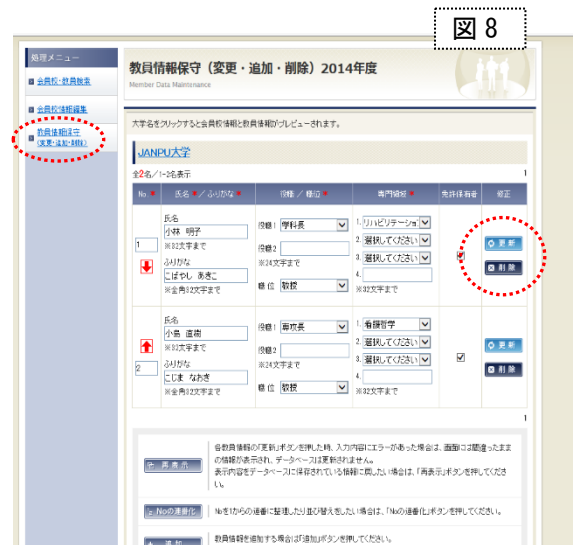 図 8
処理メニュー
会員校・教員検索
会員校情報編集
教員情報保守
(変更・追加・削除)
教員情報保守（変更・追加・削除）2014年度
Member Data Maintenance
大学名をクリックすると会員校情報と教員情報がプレビューされます。
JANPU大学
全2名／1-2名表示
1
No ※ 氏名 ※／ふりがな ※ 役職 ／ 職位 ※ 専門領域 ※ 免許保有者 修正
1
氏名
小林 明子
※32文字まで
ふりがな
こばやし あきこ
※全角32文字まで
役職1 学科長
役職2
※24文字まで
職 位 教授
1. リハビリテーショ
2. 選択してください
3. 選択してください
4.
※32文字まで
更 新
削 除
2
氏名
小島 直樹
※32文字まで
ふりがな
こじま なおき
※全角32文字まで
役職1 専攻長
役職2
※24文字まで
職 位 教授
1. 看護哲学
2. 選択してください
3. 選択してください
4.
※32文字まで
更 新
削 除
1
再 表 示
各教員情報の「更新」ボタンを押した時、入力内容にエラーがあった場合は、画面には間違ったまま
の情報が表示され、データベースは更新されません。
表示内容をデータベースに保存されている情報に戻したい場合は、「再表示」ボタンを押してくださ
い。
Noの連番化
Noを1からの連番に整理したり並び替えをしたい場合は、「Noの連番化」ボタンを押してください。
追 加
教員情報を追加する場合は「追加」ボタンを押してください。